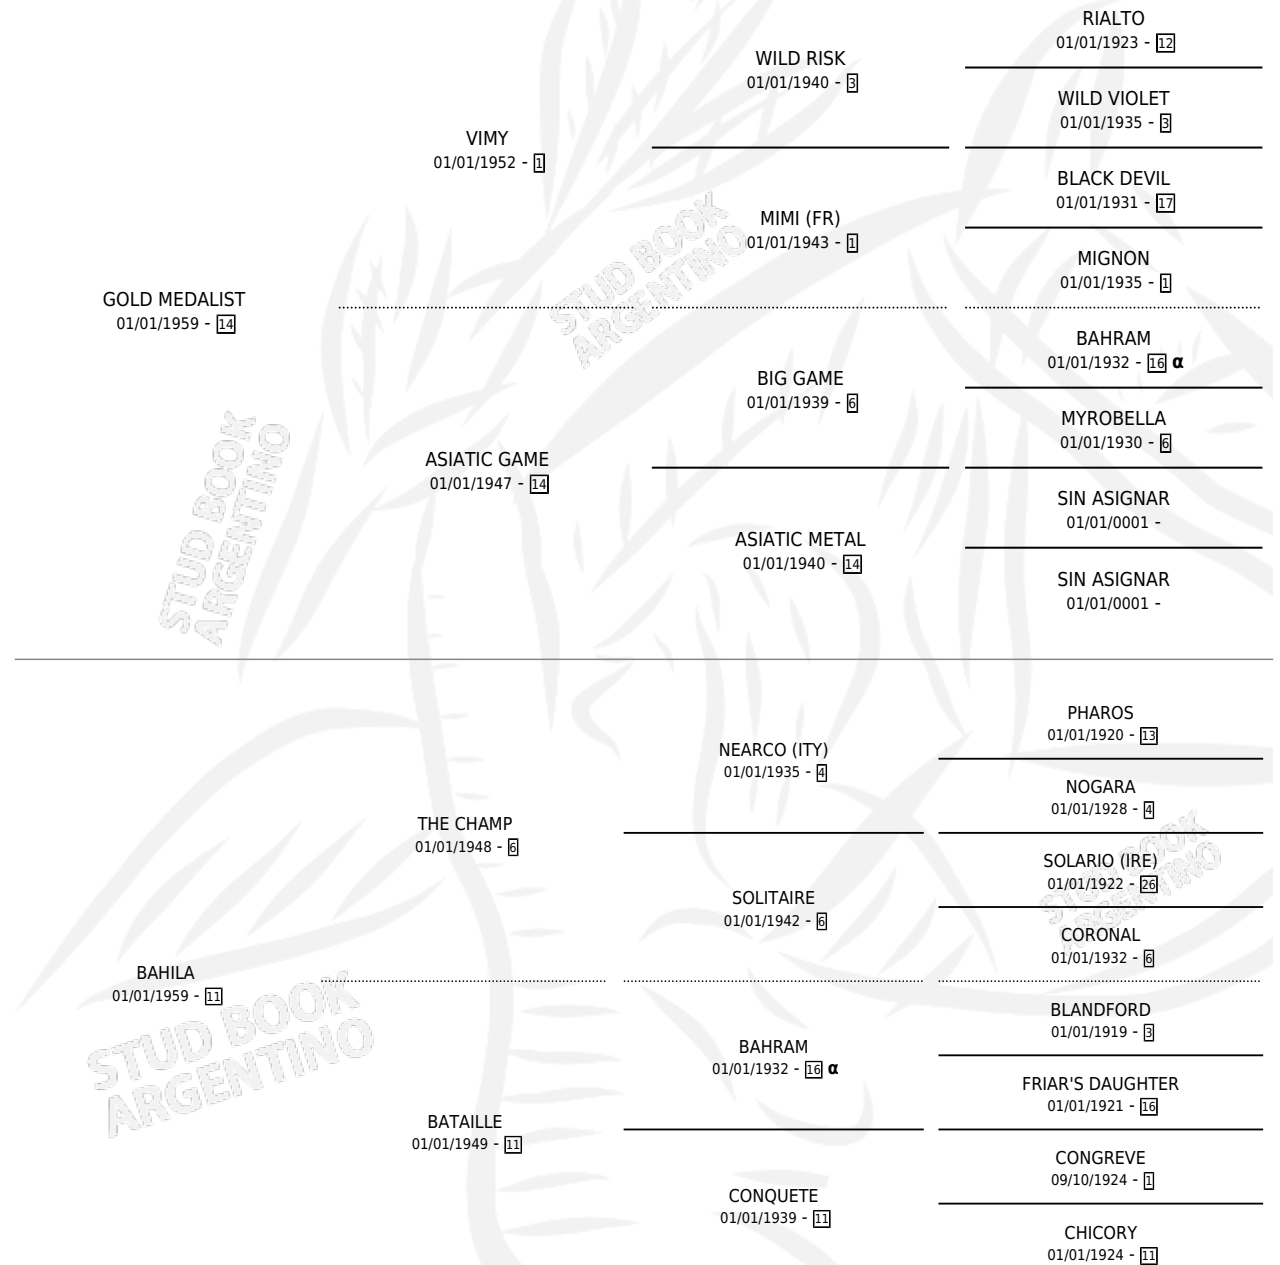 RIALTO
01/01/1923 - 12
WILD RISK
01/01/1940 - 3
WILD VIOLET
01/01/1935 - 3
VIMY
01/01/1952 - 1
BLACK DEVIL
01/01/1931 - 17
MIMI (FR)
01/01/1943 - 1
MIGNON
01/01/1935 - 1
GOLD MEDALIST
01/01/1959 - 14
BAHRAM
01/01/1932 - 16 α
BIG GAME
01/01/1939 - 6
MYROBELLA
01/01/1930 - 6
ASIATIC GAME
01/01/1947 - 14
SIN ASIGNAR
01/01/0001 -
ASIATIC METAL
01/01/1940 - 14
SIN ASIGNAR
01/01/0001 -
STUD BOOK
ARGENTINO
STUD BOOK
ARGENTINO
PHAROS
01/01/1920 - 13
NEARCO (ITY)
01/01/1935 - 4
NOGARA
01/01/1928 - 4
THE CHAMP
01/01/1948 - 6
SOLARIO (IRE)
01/01/1922 - 26
SOLITAIRE
01/01/1942 - 6
CORONAL
01/01/1932 - 6
BAHILA
01/01/1959 - 11
BLANDFORD
01/01/1919 - 3
BAHRAM
01/01/1932 - 16 α
FRIAR'S DAUGHTER
01/01/1921 - 16
BATAILLE
01/01/1949 - 11
CONGREVE
09/10/1924 - 1
CONQUETE
01/01/1939 - 11
CHICORY
01/01/1924 - 11
STUD BOOK
ARGENTINO
STUD BOOK
ARGENTINO